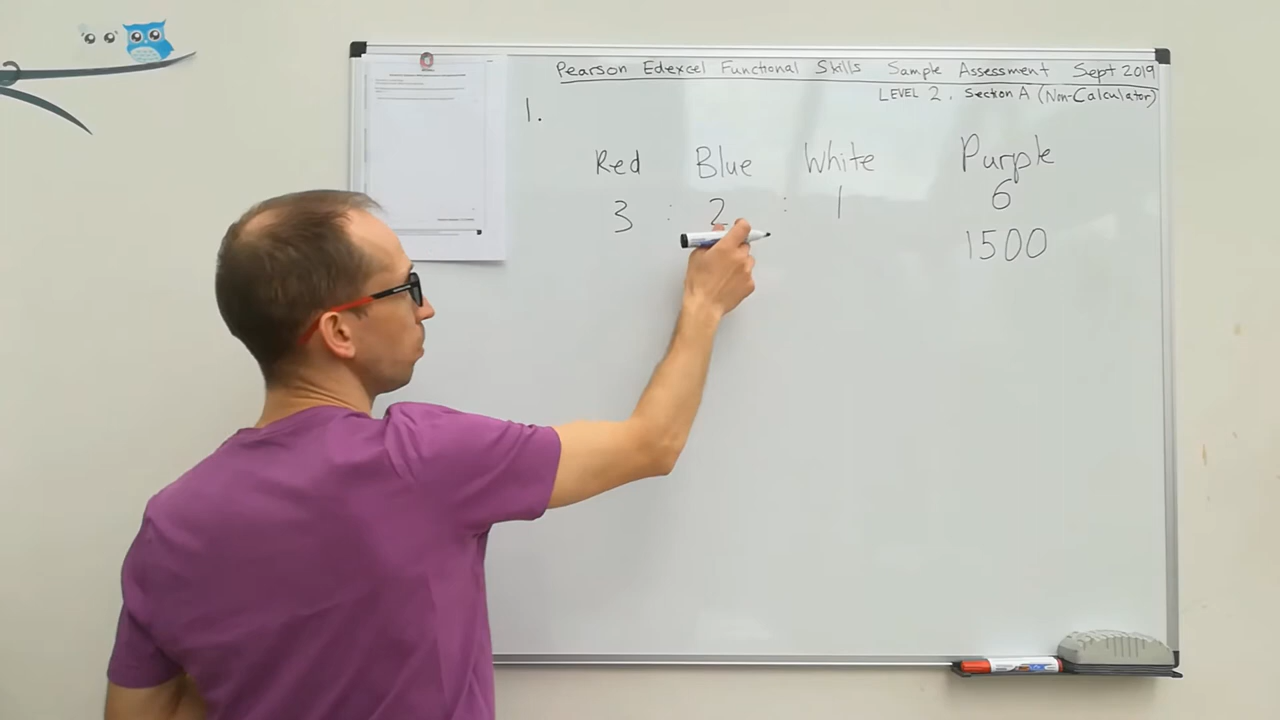 Pearson Edexcel Functional Skills Sample Assessment Sept 2019
LEVEL 2, Section A (Non-Calculator)
1.
Red Blue White Purple
3 : 2 : 1 6
1500